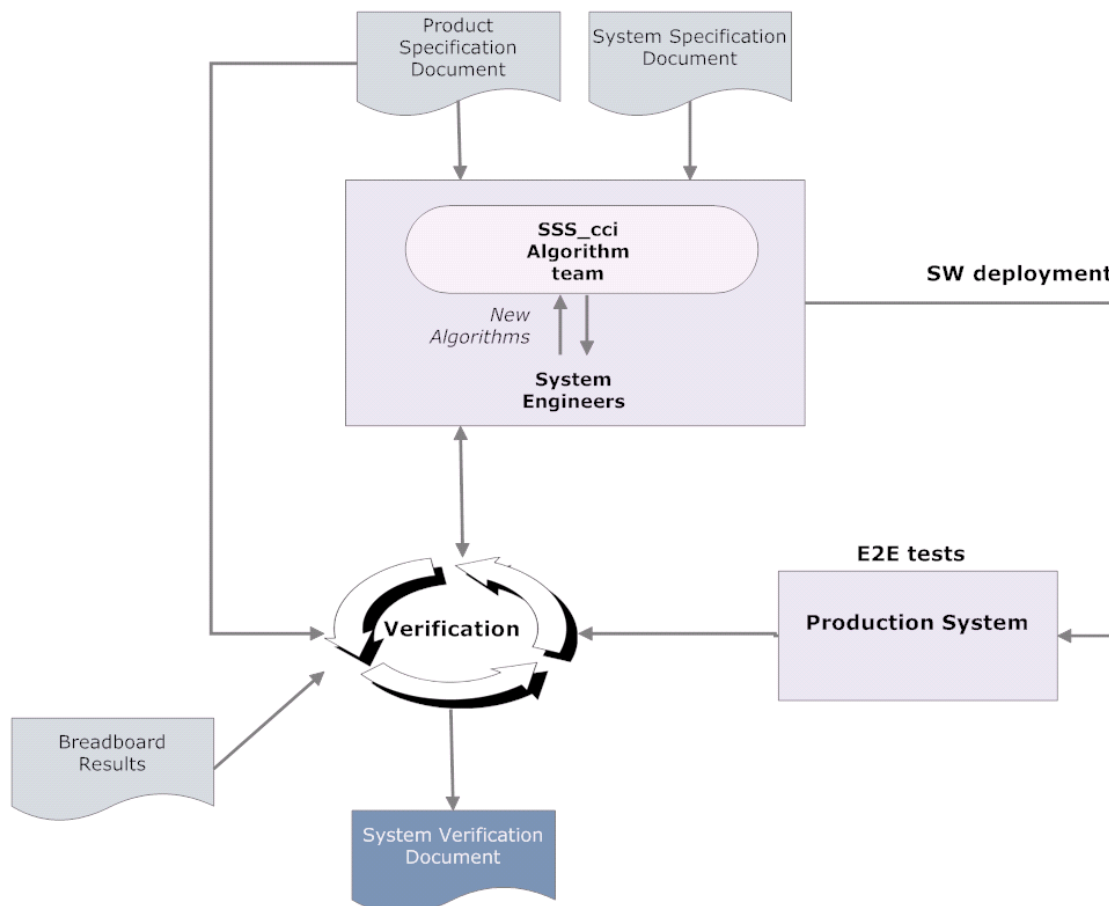 Product
Specification
Document
System Specification
Document
SSS_cci
Algorithm
team
SW deployment
New
Algorithms
System
Engineers
E2E tests
Production System
Verification
Breadboard
Results
System Verification
Document